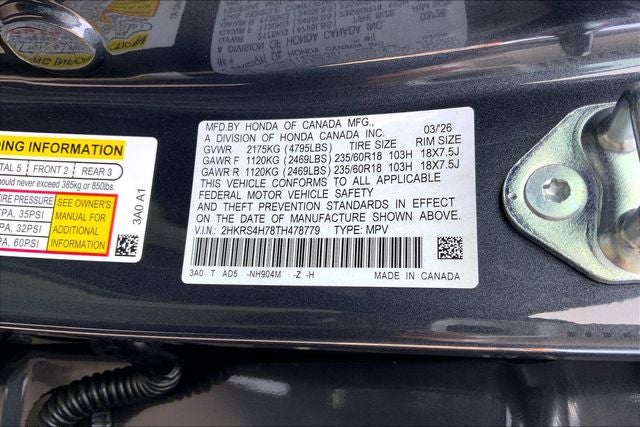 MFD.BY HONDA OF CANADA MFG., 03/26
A DIVISION OF HONDA CANADA INC.
GVWR 2175KG (4795LBS) TIRE SIZE RIM SIZE
GAWR F 1120KG (2469LBS) 235/60R18 103H 18X7.5J
GAWR R 1120KG (2469LBS) 235/60R18 103H 18X7.5J
THIS VEHICLE CONFORMS TO ALL APPLICABLE
FEDERAL MOTOR VEHICLE SAFETY
AND THEFT PREVENTION STANDARDS IN EFFECT
ON THE DATE OF MANUFACTURE SHOWN ABOVE.
V.I.N.: 2HKRS4H78TH478779 TYPE: MPV
3A0 T AD5 -NH904M -Z -H MADE IN CANADA
DING INFORMATION
TAL 5 FRONT 2 REAR 3
hould never exceed 385kg or 850lbs.
RE PRESSURE
PA, 35PSI
PA, 32PSI
PA, 60PSI
SEE OWNER'S
MANUAL FOR
ADDITIONAL
INFORMATION
3A0 A1